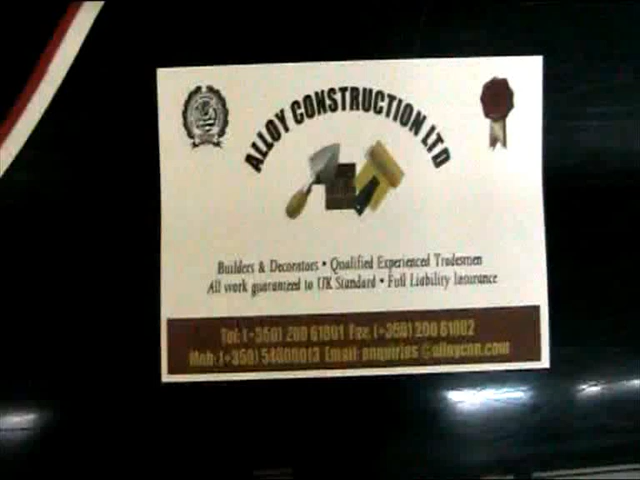 ALLOY CONSTRUCTION LTD
Builders & Decorators • Qualified Experienced Tradesmen
All work guaranteed to UK Standard • Full Liability Insurance
Tel: (+350) 200 61001 Fax: (+350) 200 61002
Mob: (+350) 54000013 Email: enquiries@alloycon.com